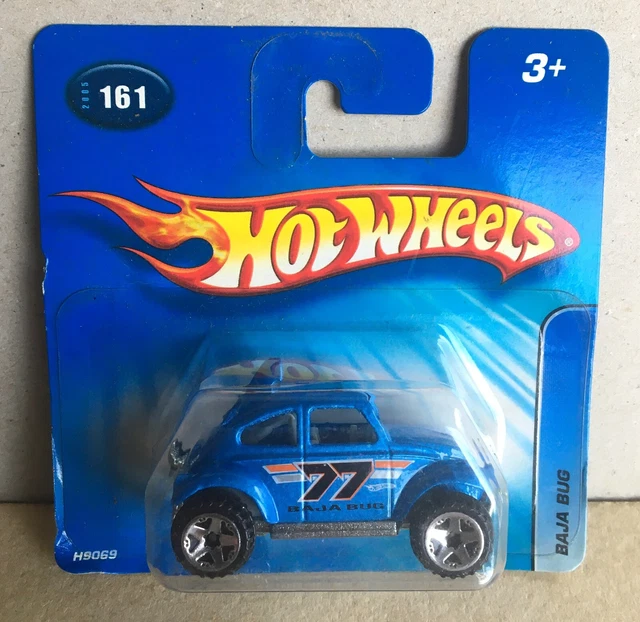 2005
161
3+
HOT WHEELS
®
77
BAJA BUG
BAJA BUG
H9069